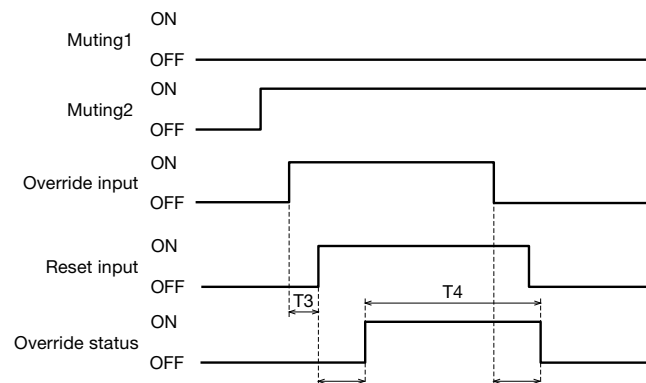 ON
Muting1
OFF
ON
Muting2
OFF
ON
Override input
OFF
ON
Reset input
OFF
T3
T4
ON
Override status
OFF